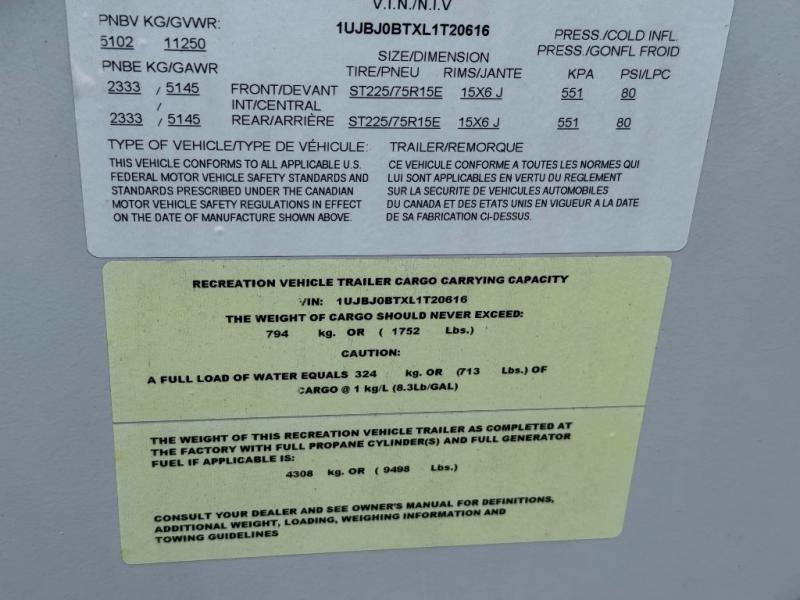 V.I.N./N.I.V
1UJBJ0BTXL1T20616
PNBV KG/GVWR:
5102 11250
PRESS./COLD INFL.
PRESS./GONFL FROID
SIZE/DIMENSION
PNBE KG/GAWR TIRE/PNEU RIMS/JANTE KPA PSI/LPC
2333 / 5145 FRONT/DEVANT ST225/75R15E 15X6 J 551 80
INT/CENTRAL
2333 / 5145 REAR/ARRIÈRE ST225/75R15E 15X6 J 551 80
TYPE OF VEHICLE/TYPE DE VÉHICULE: TRAILER/REMORQUE
THIS VEHICLE CONFORMS TO ALL APPLICABLE U.S.
FEDERAL MOTOR VEHICLE SAFETY STANDARDS AND
STANDARDS PRESCRIBED UNDER THE CANADIAN
MOTOR VEHICLE SAFETY REGULATIONS IN EFFECT
ON THE DATE OF MANUFACTURE SHOWN ABOVE.
CE VEHICULE CONFORME A TOUTES LES NORMES QUI
LUI SONT APPLICABLES EN VERTU DU REGLEMENT
SUR LA SECURITE DE VEHICULES AUTOMOBILES
DU CANADA ET DES ETATS UNIS EN VIGUEUR A LA DATE
DE SA FABRICATION CI-DESSUS.
RECREATION VEHICLE TRAILER CARGO CARRYING CAPACITY
VIN: 1UJBJ0BTXL1T20616
THE WEIGHT OF CARGO SHOULD NEVER EXCEED:
794 kg. OR ( 1752 Lbs.)
CAUTION:
A FULL LOAD OF WATER EQUALS 324 kg. OR (713 Lbs.) OF
CARGO @ 1 kg/L (8.3Lb/GAL)
THE WEIGHT OF THIS RECREATION VEHICLE TRAILER AS COMPLETED AT
THE FACTORY WITH FULL PROPANE CYLINDER(S) AND FULL GENERATOR
FUEL IF APPLICABLE IS:
4308 kg. OR ( 9498 Lbs.)
CONSULT YOUR DEALER AND SEE OWNER'S MANUAL FOR DEFINITIONS,
ADDITIONAL WEIGHT, LOADING, WEIGHING INFORMATION AND
TOWING GUIDELINES